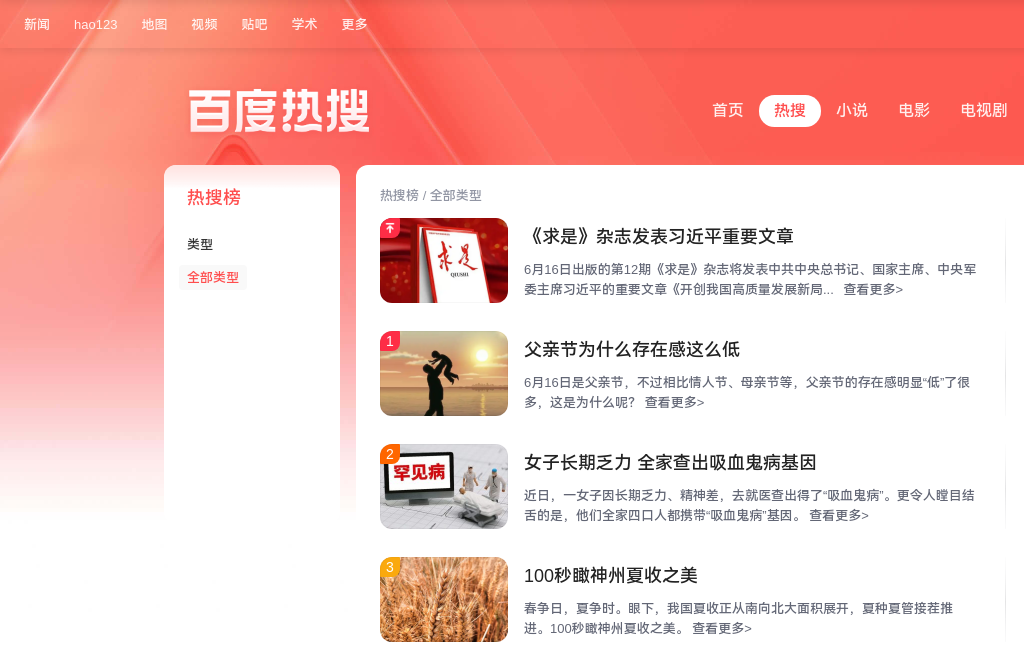 新闻 hao123 地图 视频 贴吧 学术 更多
百度热搜
首页 热搜 小说 电影 电视剧
热搜榜
类型
全部类型
热搜榜 / 全部类型
求是
QIUSHI
《求是》杂志发表习近平重要文章
6月16日出版的第12期《求是》杂志将发表中共中央总书记、国家主席、中央军
委主席习近平的重要文章《开创我国高质量发展新局... 查看更多>
1
父亲节为什么存在感这么低
6月16日是父亲节，不过相比情人节、母亲节等，父亲节的存在感明显“低”了很
多，这是为什么呢？ 查看更多>
2
罕见病
女子长期乏力 全家查出吸血鬼病基因
近日，一女子因长期乏力、精神差，去就医查出得了“吸血鬼病”。更令人瞠目结
舌的是，他们全家四口人都携带“吸血鬼病”基因。 查看更多>
3
100秒瞰神州夏收之美
春争日，夏争时。眼下，我国夏收正从南向北大面积展开，夏种夏管接茬推
进。100秒瞰神州夏收之美。 查看更多>